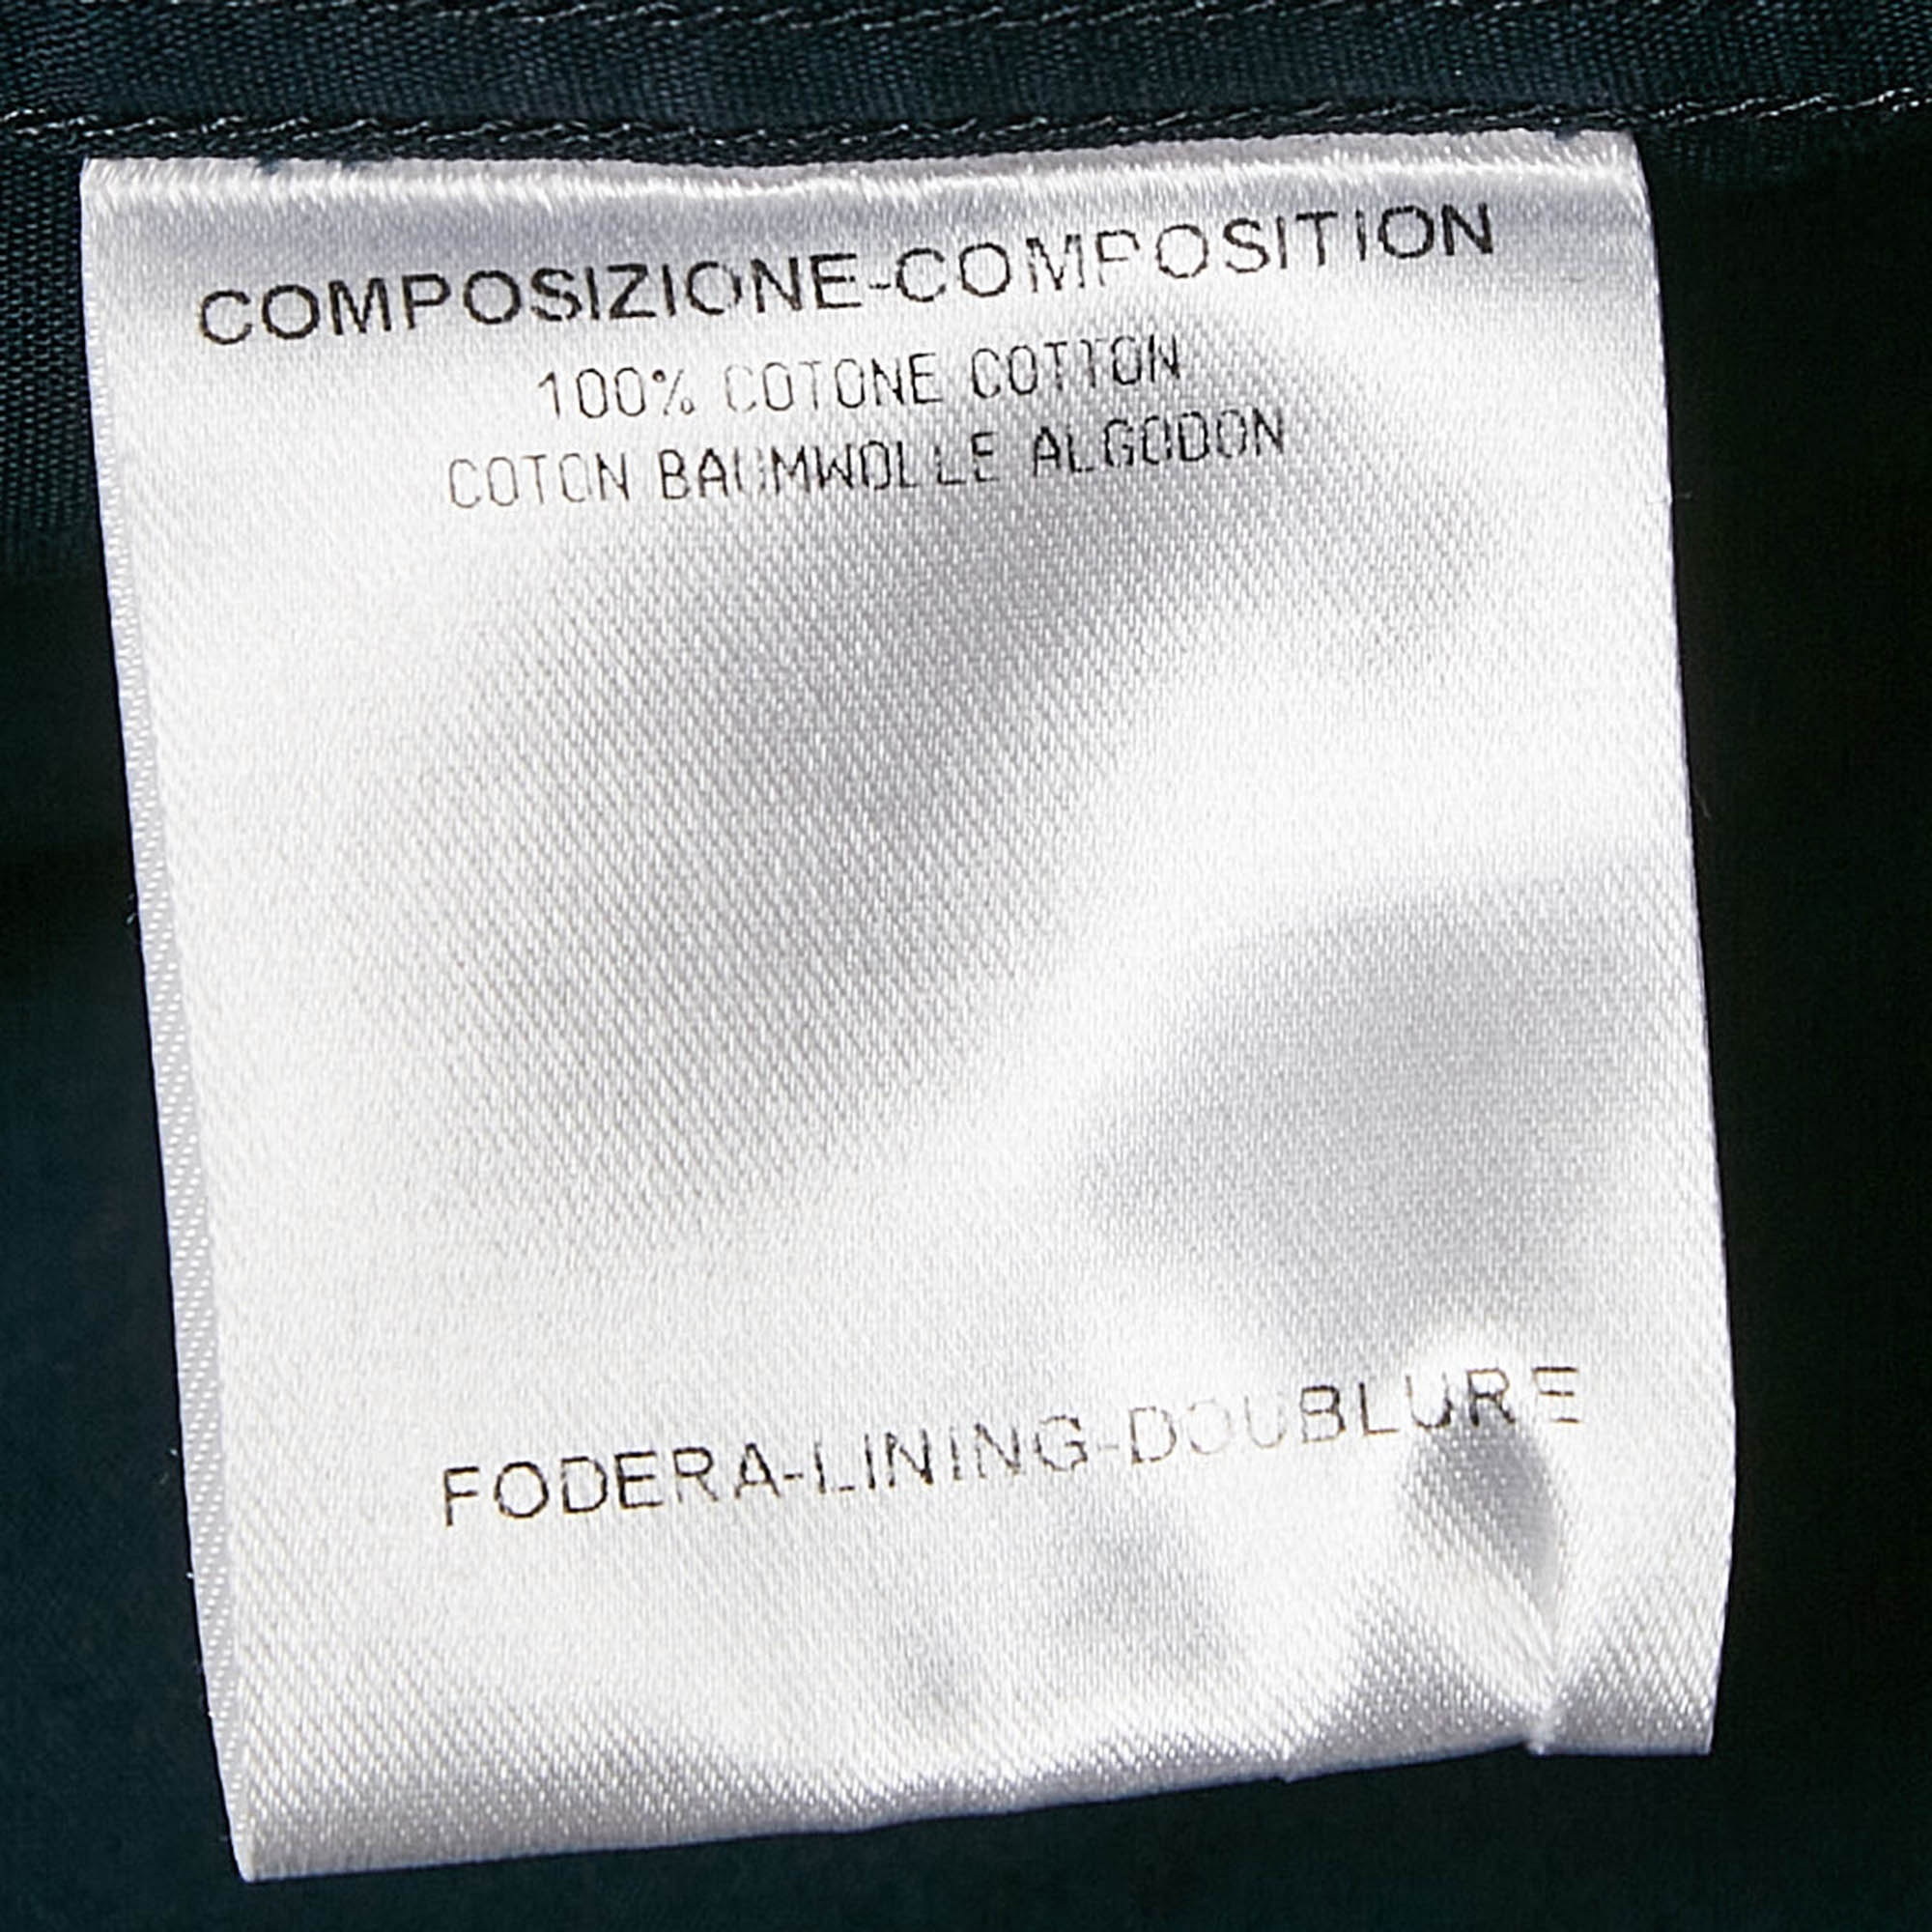 COMPOSIZIONE-COMPOSITION
100% COTONE COTTON
COTON BAUMWOLLE ALGODON
FODERA-LINING-DOUBLURE